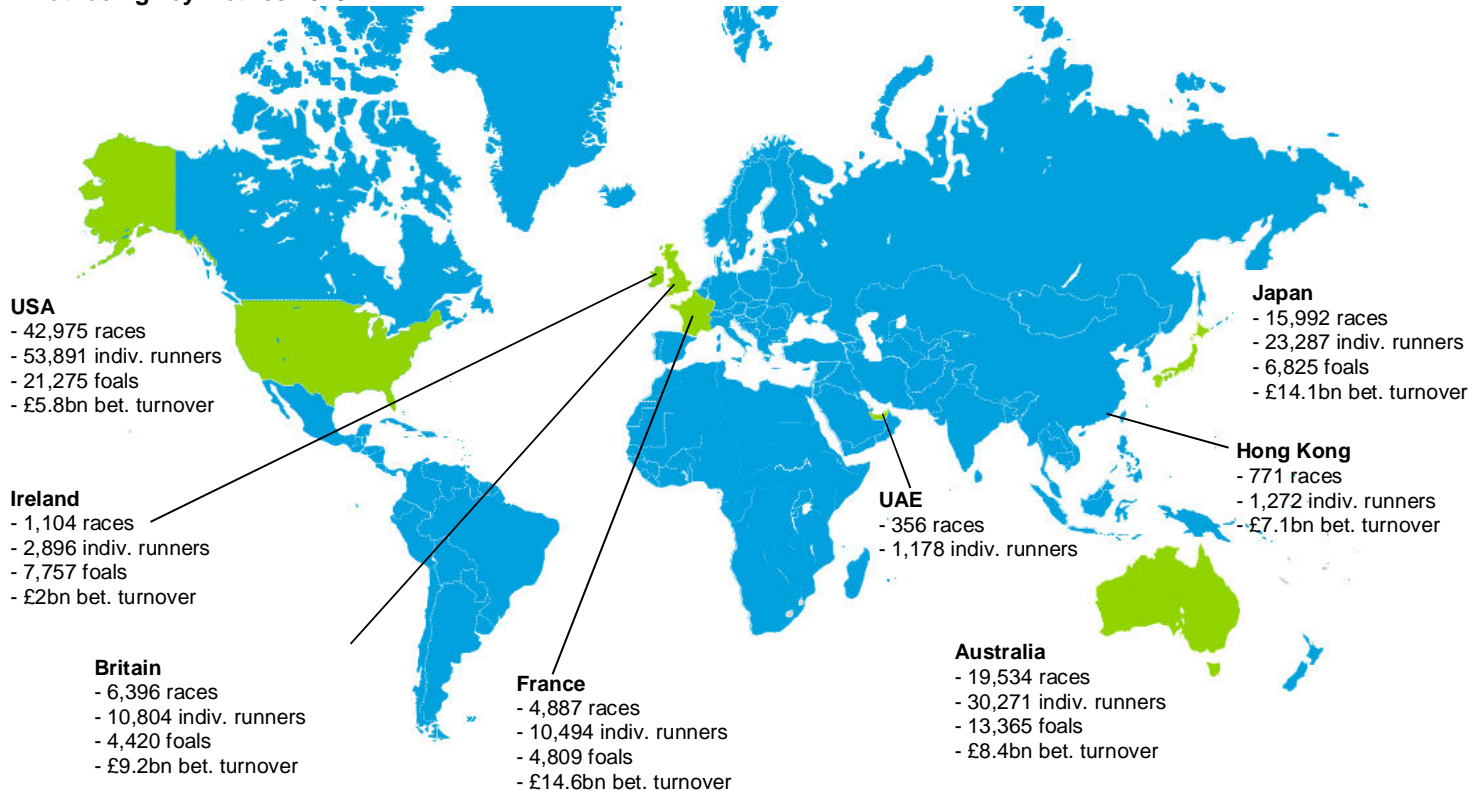 USA
- 42,975 races
- 53,891 indiv. runners
- 21,275 foals
- £5.8bn bet. turnover
Ireland
- 1,104 races
- 2,896 indiv. runners
- 7,757 foals
- £2bn bet. turnover
Britain
- 6,396 races
- 10,804 indiv. runners
- 4,420 foals
- £9.2bn bet. turnover
France
- 4,887 races
- 10,494 indiv. runners
- 4,809 foals
- £14.6bn bet. turnover
UAE
- 356 races
- 1,178 indiv. runners
Japan
- 15,992 races
- 23,287 indiv. runners
- 6,825 foals
- £14.1bn bet. turnover
Hong Kong
- 771 races
- 1,272 indiv. runners
- £7.1bn bet. turnover
Australia
- 19,534 races
- 30,271 indiv. runners
- 13,365 foals
- £8.4bn bet. turnover